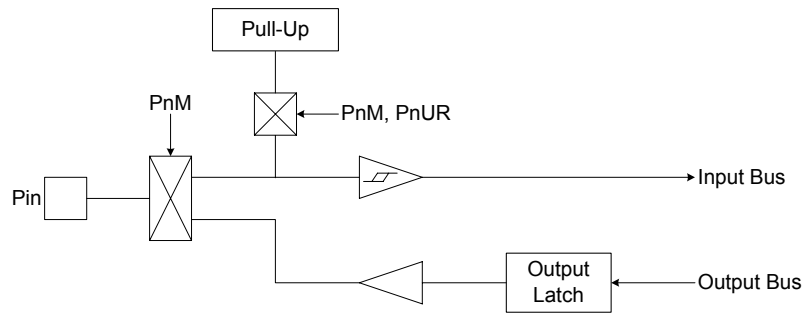 Pull-Up
PnM
PnM, PnUR
Pin
Input Bus
Output
Latch
Output Bus